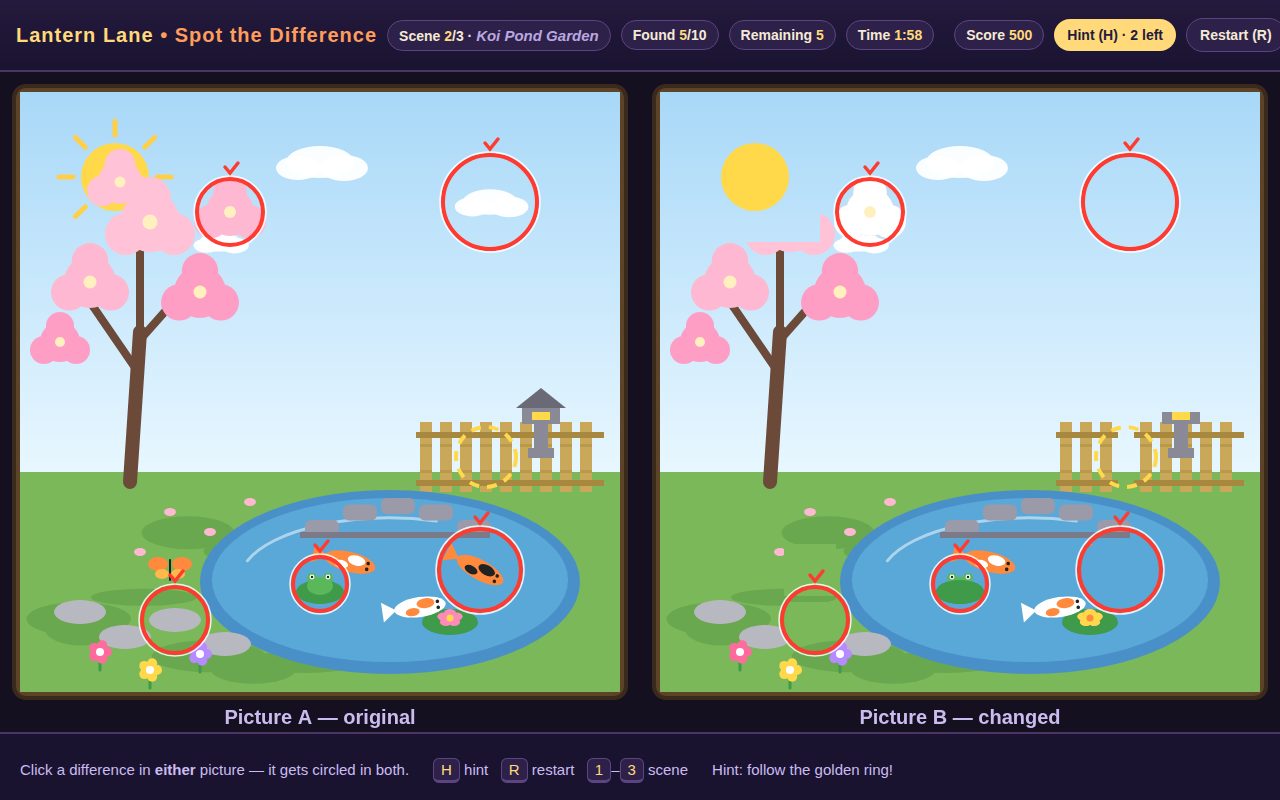 Lantern Lane • Spot the Difference
Scene 2/3 · Koi Pond Garden
Found 5/10
Remaining 5
Time 1:58
Score 500
Hint (H) · 2 left
Restart (R)
Picture A — original
Picture B — changed
Click a difference in either picture — it gets circled in both. H hint R restart 1–3 scene Hint: follow the golden ring!